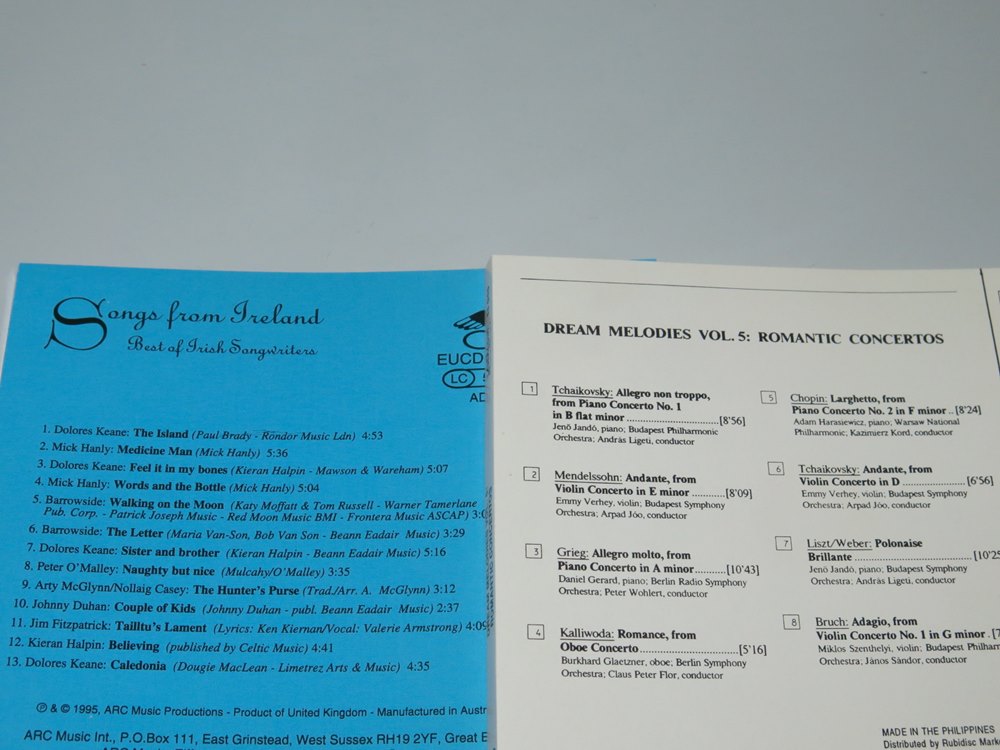 Songs from Ireland
Best of Irish Songwriters
EUCD
LC
AD
1. Dolores Keane: The Island (Paul Brady - Rondor Music Ldn) 4:53
2. Mick Hanly: Medicine Man (Mick Hanly) 5:36
3. Dolores Keane: Feel it in my bones (Kieran Halpin - Mawson & Wareham) 5:07
4. Mick Hanly: Words and the Bottle (Mick Hanly) 5:04
5. Barrowside: Walking on the Moon (Katy Moffatt & Tom Russell - Warner Tamerlane
Pub. Corp. - Patrick Joseph Music - Red Moon Music BMI - Frontera Music ASCAP)
6. Barrowside: The Letter (Maria Van-Son, Bob Van Son - Beann Eadair Music) 3:29
7. Dolores Keane: Sister and brother (Kieran Halpin - Beann Eadair Music) 5:16
8. Peter O'Malley: Naughty but nice (Mulcahy/O'Malley) 3:35
9. Arty McGlynn/Nollaig Casey: The Hunter's Purse (Trad./Arr. A. McGlynn) 3:12
10. Johnny Duhan: Couple of Kids (Johnny Duhan - publ. Beann Eadair Music) 2:37
11. Jim Fitzpatrick: Tailltu's Lament (Lyrics: Ken Kiernan/Vocal: Valerie Armstrong) 4:09
12. Kieran Halpin: Believing (published by Celtic Music) 4:41
13. Dolores Keane: Caledonia (Dougie MacLean - Limetrez Arts & Music) 4:35
℗ & © 1995, ARC Music Productions - Product of United Kingdom - Manufactured in Austr
ARC Music Int., P.O.Box 111, East Grinstead, West Sussex RH19 2YF, Great B
DREAM MELODIES VOL. 5: ROMANTIC CONCERTOS
1 Tchaikovsky: Allegro non troppo,
from Piano Concerto No. 1
in B flat minor [8'56]
Jenö Jandó, piano; Budapest Philharmonic
Orchestra; András Ligeti, conductor
2 Mendelssohn: Andante, from
Violin Concerto in E minor [8'09]
Emmy Verhey, violin; Budapest Symphony
Orchestra; Arpad Jóo, conductor
3 Grieg: Allegro molto, from
Piano Concerto in A minor [10'43]
Daniel Gerard, piano; Berlin Radio Symphony
Orchestra; Peter Wohlert, conductor
4 Kalliwoda: Romance, from
Oboe Concerto [5'16]
Burkhard Glaetzner, oboe; Berlin Symphony
Orchestra; Claus Peter Flor, conductor
5 Chopin: Larghetto, from
Piano Concerto No. 2 in F minor .. [8'24]
Adam Harasiewicz, piano; Warsaw National
Philharmonic, Kazimierz Kord, conductor
6 Tchaikovsky: Andante, from
Violin Concerto in D [6'56]
Emmy Verhey, violin; Budapest Symphony
Orchestra; Arpad Jóo, conductor
7 Liszt/Weber: Polonaise
Brillante [10'25
Jenö Jandó, piano; Budapest Symphony
Orchestra; András Ligeti, conductor
8 Bruch: Adagio, from
Violin Concerto No. 1 in G minor . [7
Miklos Szenthelyi, violin; Budapest Philharm
Orchestra; János Sándor, conductor
MADE IN THE PHILIPPINES
Distributed by Rubidisc Mark